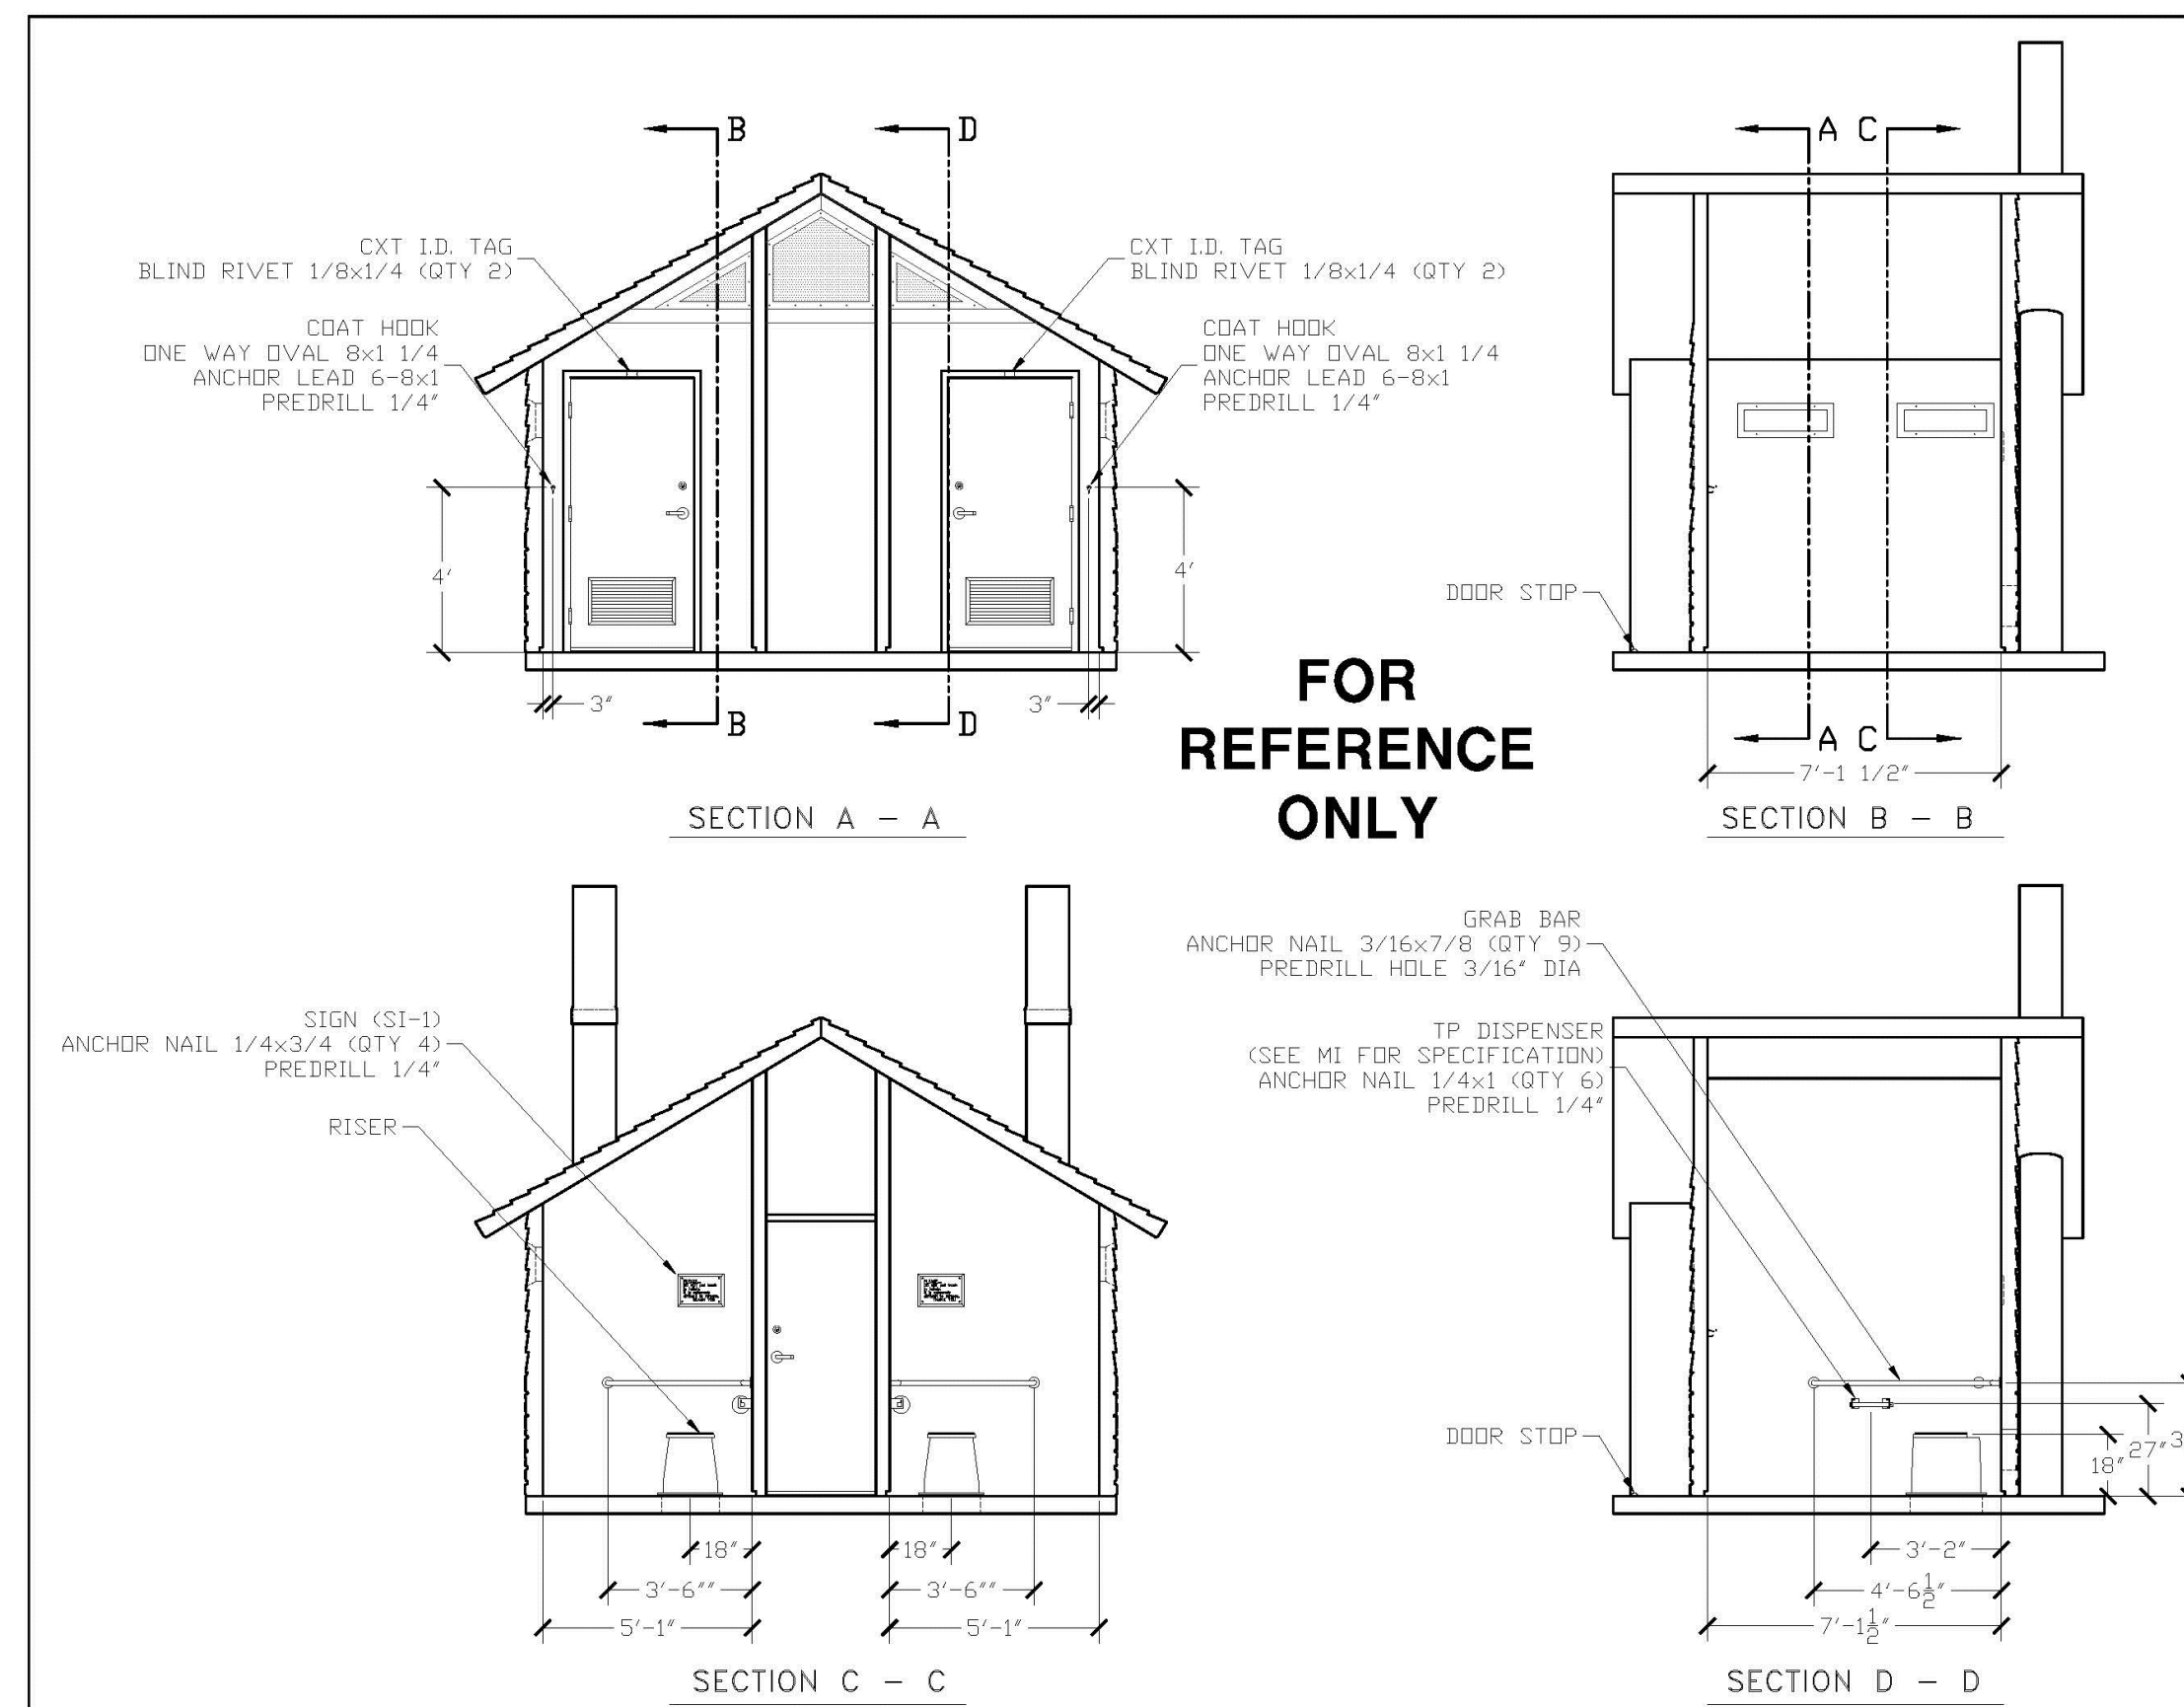 B
D
CXT I.D. TAG
BLIND RIVET 1/8x1/4 (QTY 2)
COAT HOOK
ONE WAY OVAL 8x1 1/4
ANCHOR LEAD 6-8x1
PREDRILL 1/4"
CXT I.D. TAG
BLIND RIVET 1/8x1/4 (QTY 2)
COAT HOOK
ONE WAY OVAL 8x1 1/4
ANCHOR LEAD 6-8x1
PREDRILL 1/4"
4'
4'
3"
3"
B
D
SECTION A - A
FOR
REFERENCE
ONLY
A C
DOOR STOP
A C
7'-1 1/2"
SECTION B - B
SIGN (SI-1)
ANCHOR NAIL 1/4x3/4 (QTY 4)
PREDRILL 1/4"
RISER
18"
18"
3'-6""
3'-6""
5'-1"
5'-1"
SECTION C - C
GRAB BAR
ANCHOR NAIL 3/16x7/8 (QTY 9)
PREDRILL HOLE 3/16" DIA
TP DISPENSER
(SEE MI FOR SPECIFICATION)
ANCHOR NAIL 1/4x1 (QTY 6)
PREDRILL 1/4"
DOOR STOP
18"
27"
3'-2"
4'-6 1/2"
7'-1 1/2"
SECTION D - D